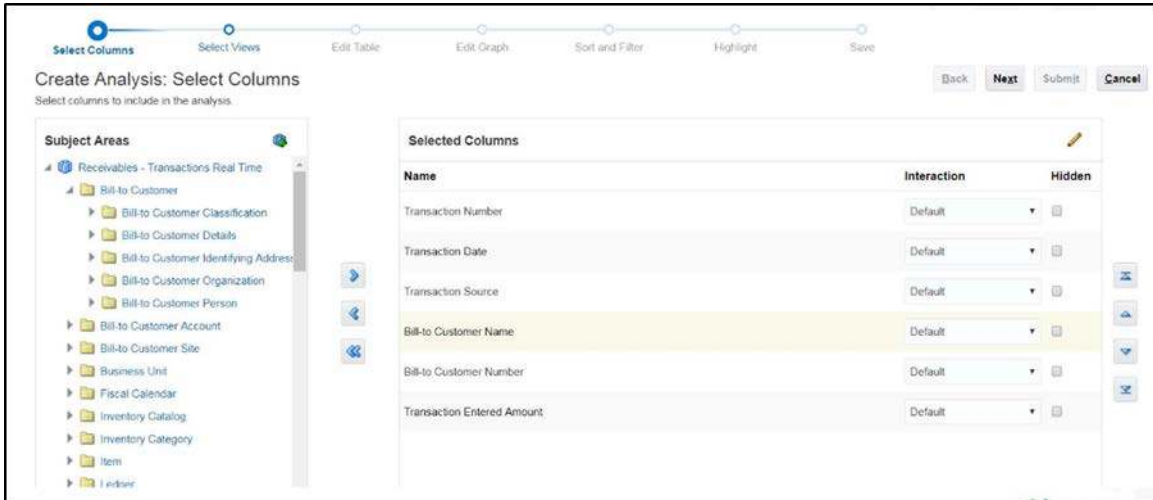 Select Columns
Select Views
Edit Table
Edit Graph
Sort and Filter
Highlight
Save
Create Analysis: Select Columns
Back
Next
Submit
Cancel
Select columns to include in the analysis.
Subject Areas
Receivables - Transactions Real Time
Bill-to Customer
Bill-to Customer Classification
Bill-to Customer Details
Bill-to Customer Identifying Address
Bill-to Customer Organization
Bill-to Customer Person
Bill-to Customer Account
Bill-to Customer Site
Business Unit
Fiscal Calendar
Inventory Catalog
Inventory Category
Item
Ledger
Selected Columns
Name Interaction Hidden
Transaction Number Default
Transaction Date Default
Transaction Source Default
Bill-to Customer Name Default
Bill-to Customer Number Default
Transaction Entered Amount Default